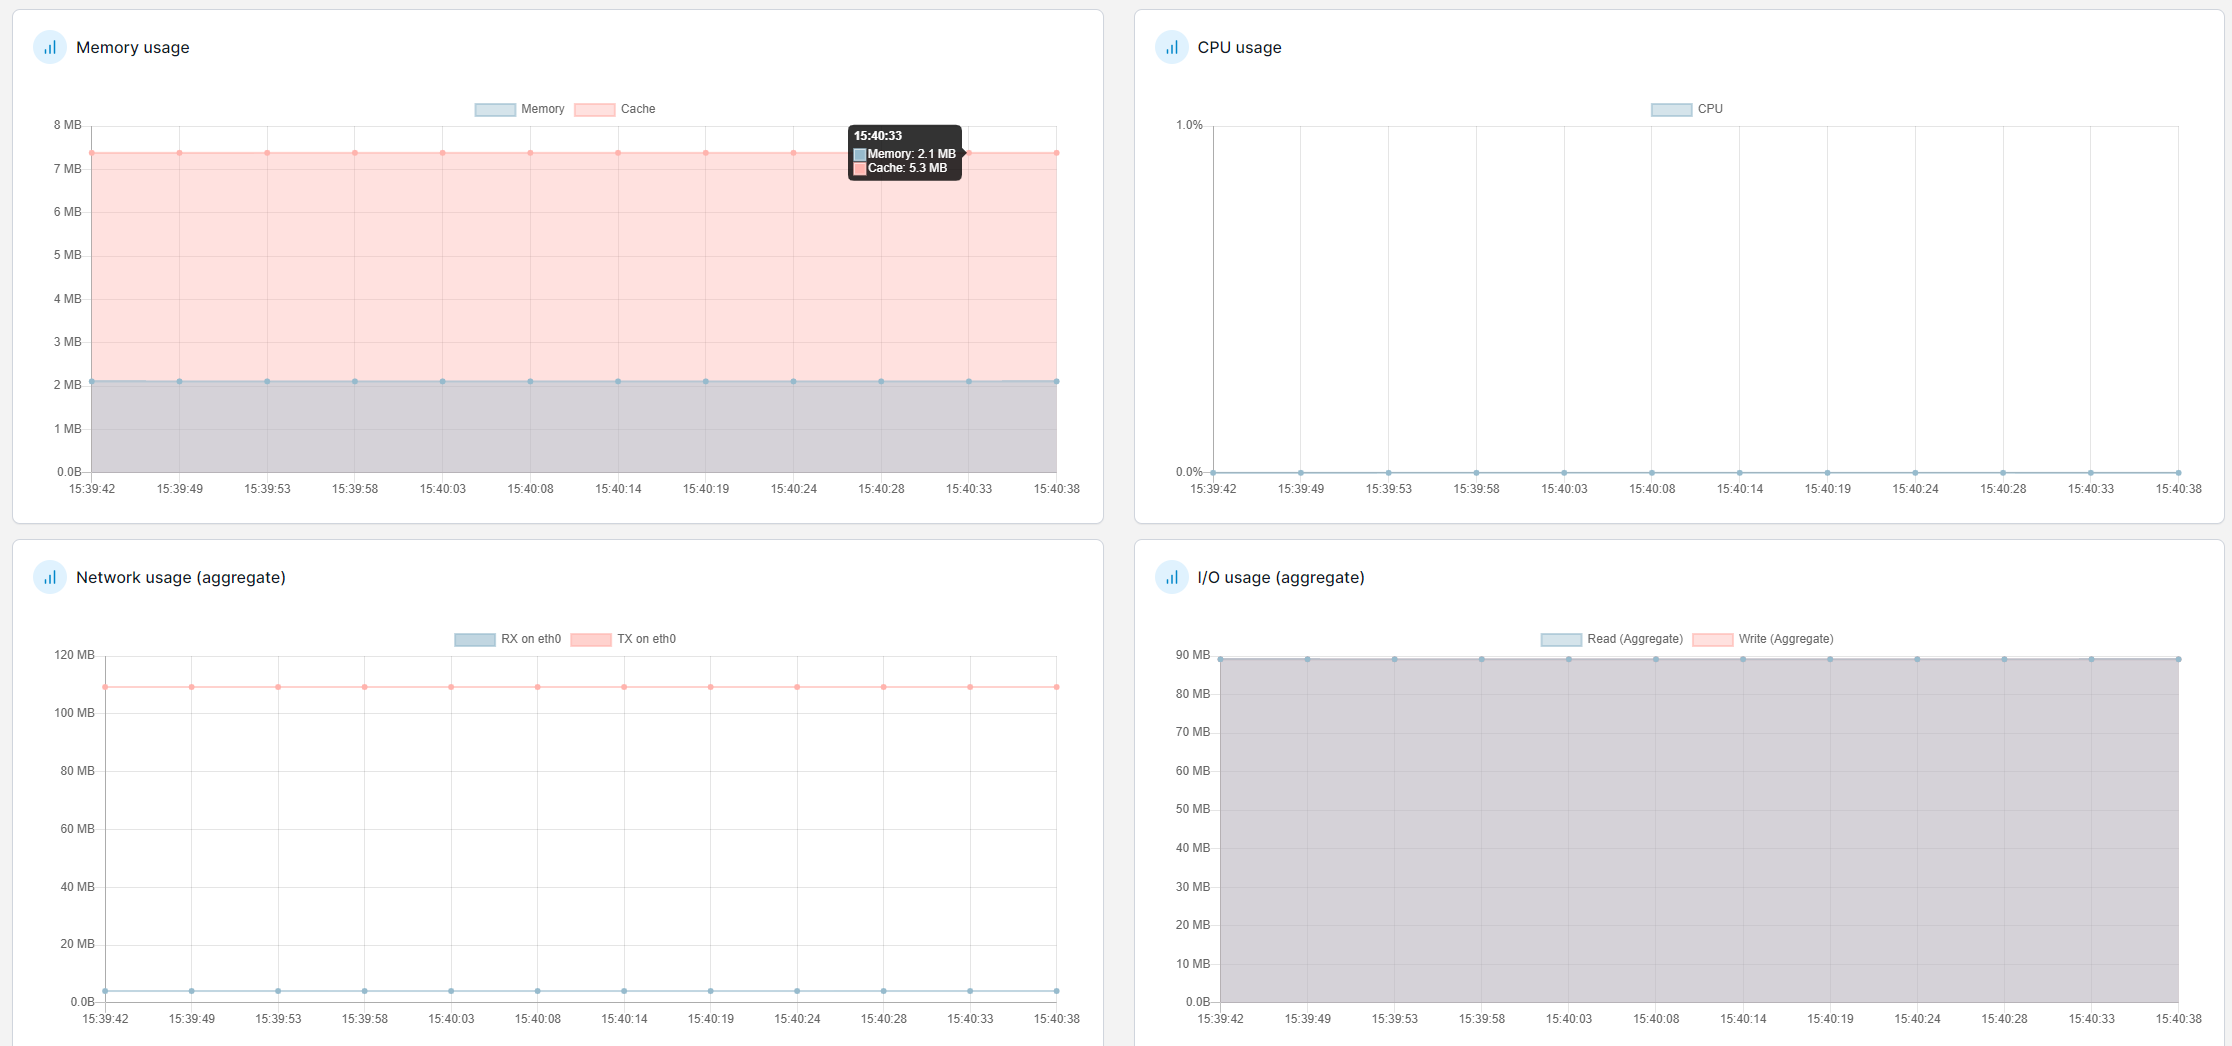 Memory usage
Memory Cache
8 MB
7 MB
6 MB
5 MB
4 MB
3 MB
2 MB
1 MB
0.0B
15:40:33
Memory: 2.1 MB
Cache: 5.3 MB
15:39:42 15:39:49 15:39:53 15:39:58 15:40:03 15:40:08 15:40:14 15:40:19 15:40:24 15:40:28 15:40:33 15:40:38
CPU usage
CPU
1.0%
0.0%
15:39:42 15:39:49 15:39:53 15:39:58 15:40:03 15:40:08 15:40:14 15:40:19 15:40:24 15:40:28 15:40:33 15:40:38
Network usage (aggregate)
RX on eth0 TX on eth0
120 MB
100 MB
80 MB
60 MB
40 MB
20 MB
0.0B
15:39:42 15:39:49 15:39:53 15:39:58 15:40:03 15:40:08 15:40:14 15:40:19 15:40:24 15:40:28 15:40:33 15:40:38
I/O usage (aggregate)
Read (Aggregate) Write (Aggregate)
90 MB
80 MB
70 MB
60 MB
50 MB
40 MB
30 MB
20 MB
10 MB
0.0B
15:39:42 15:39:49 15:39:53 15:39:58 15:40:03 15:40:08 15:40:14 15:40:19 15:40:24 15:40:28 15:40:33 15:40:38